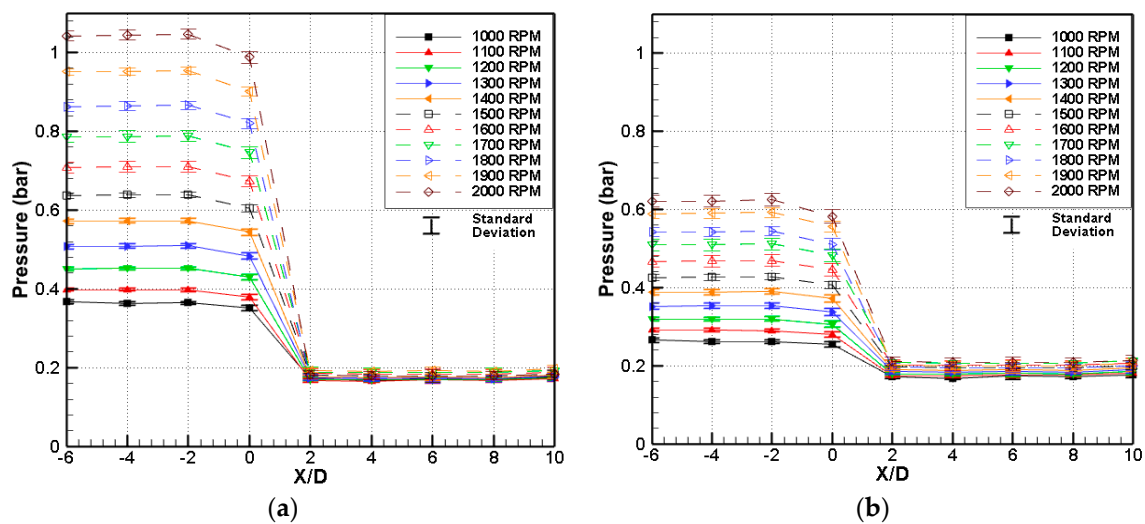 1000 RPM
1100 RPM
1200 RPM
1300 RPM
1400 RPM
1500 RPM
1600 RPM
1700 RPM
1800 RPM
1900 RPM
2000 RPM
Standard
Deviation
Pressure (bar)
1
0.8
0.6
0.4
0.2
0
-6 -4 -2 0 2 4 6 8 10
X/D
(a)
1000 RPM
1100 RPM
1200 RPM
1300 RPM
1400 RPM
1500 RPM
1600 RPM
1700 RPM
1800 RPM
1900 RPM
2000 RPM
Standard
Deviation
Pressure (bar)
1
0.8
0.6
0.4
0.2
0
-6 -4 -2 0 2 4 6 8 10
X/D
(b)